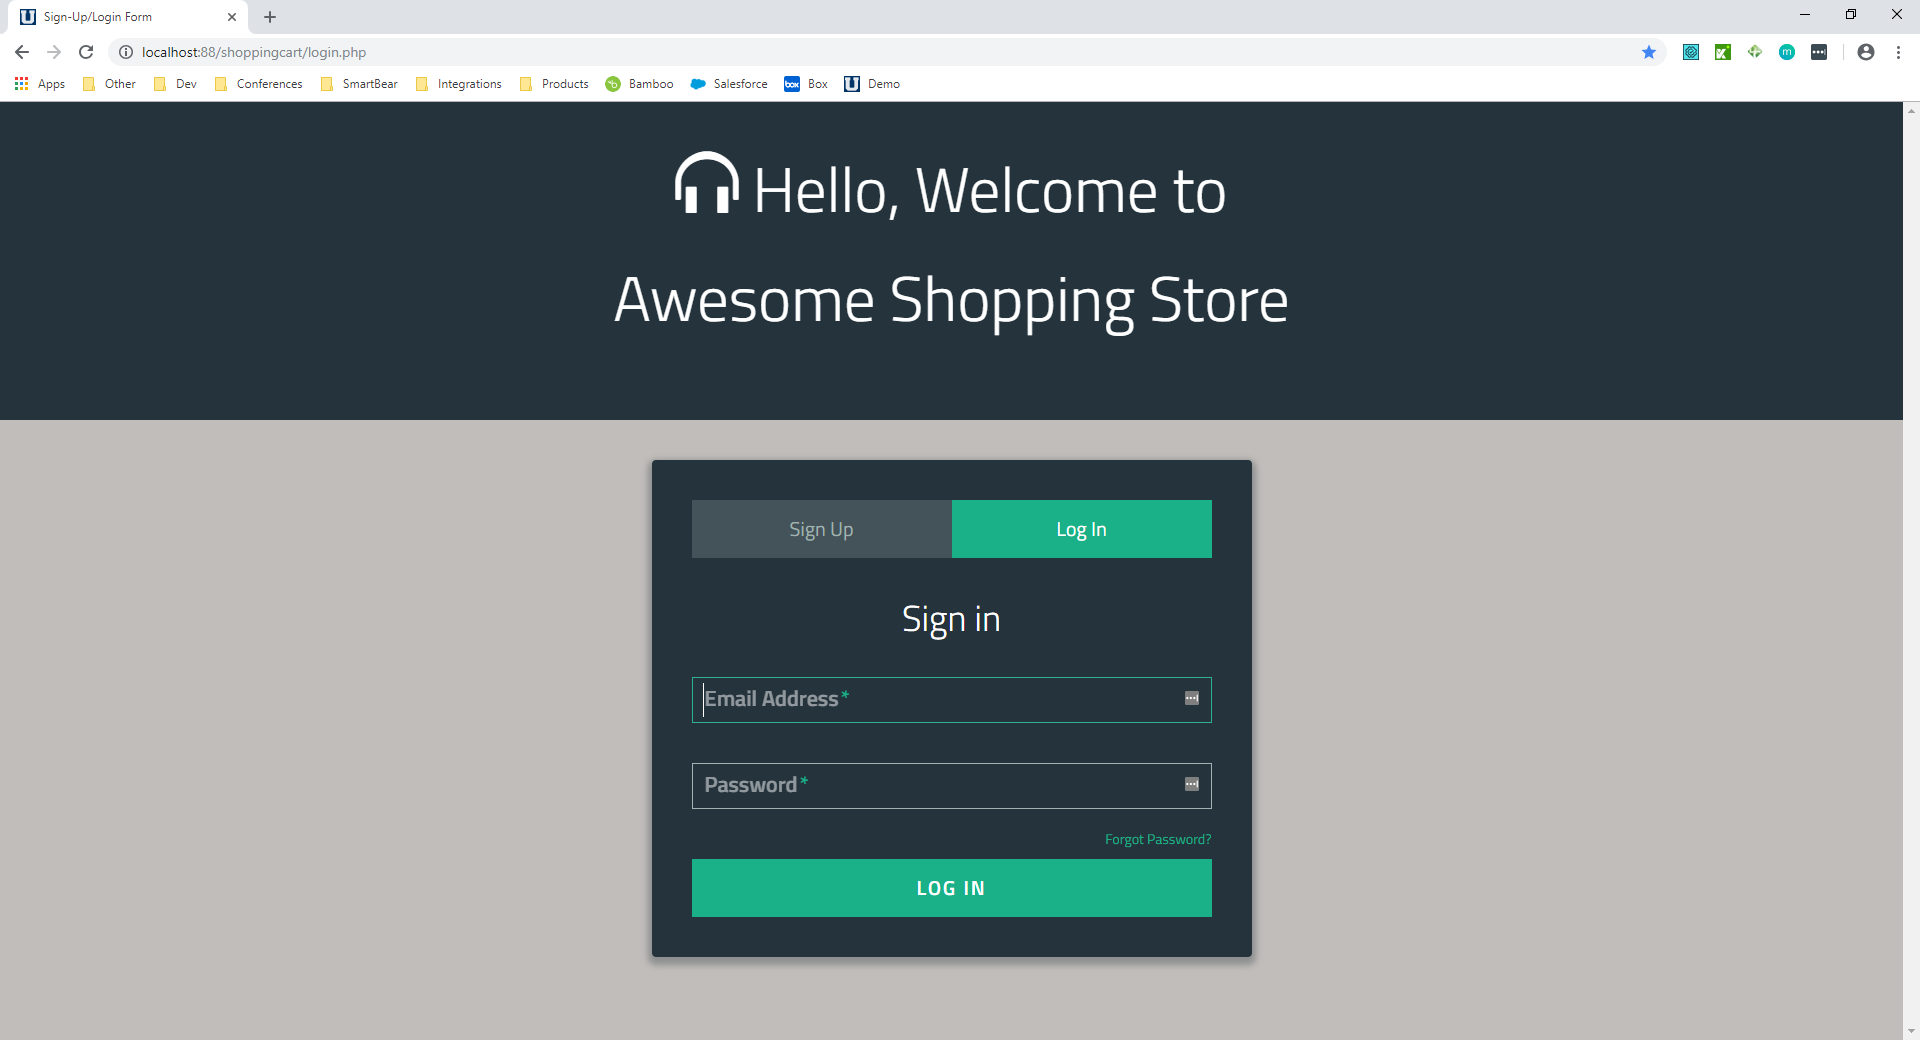 Sign-Up/Login Form
localhost:88/shoppingcart/login.php
Apps Other Dev Conferences SmartBear Integrations Products Bamboo Salesforce box Box Demo
Hello, Welcome to
Awesome Shopping Store
Sign Up Log In
Sign in
Email Address*
Password*
Forgot Password?
LOG IN